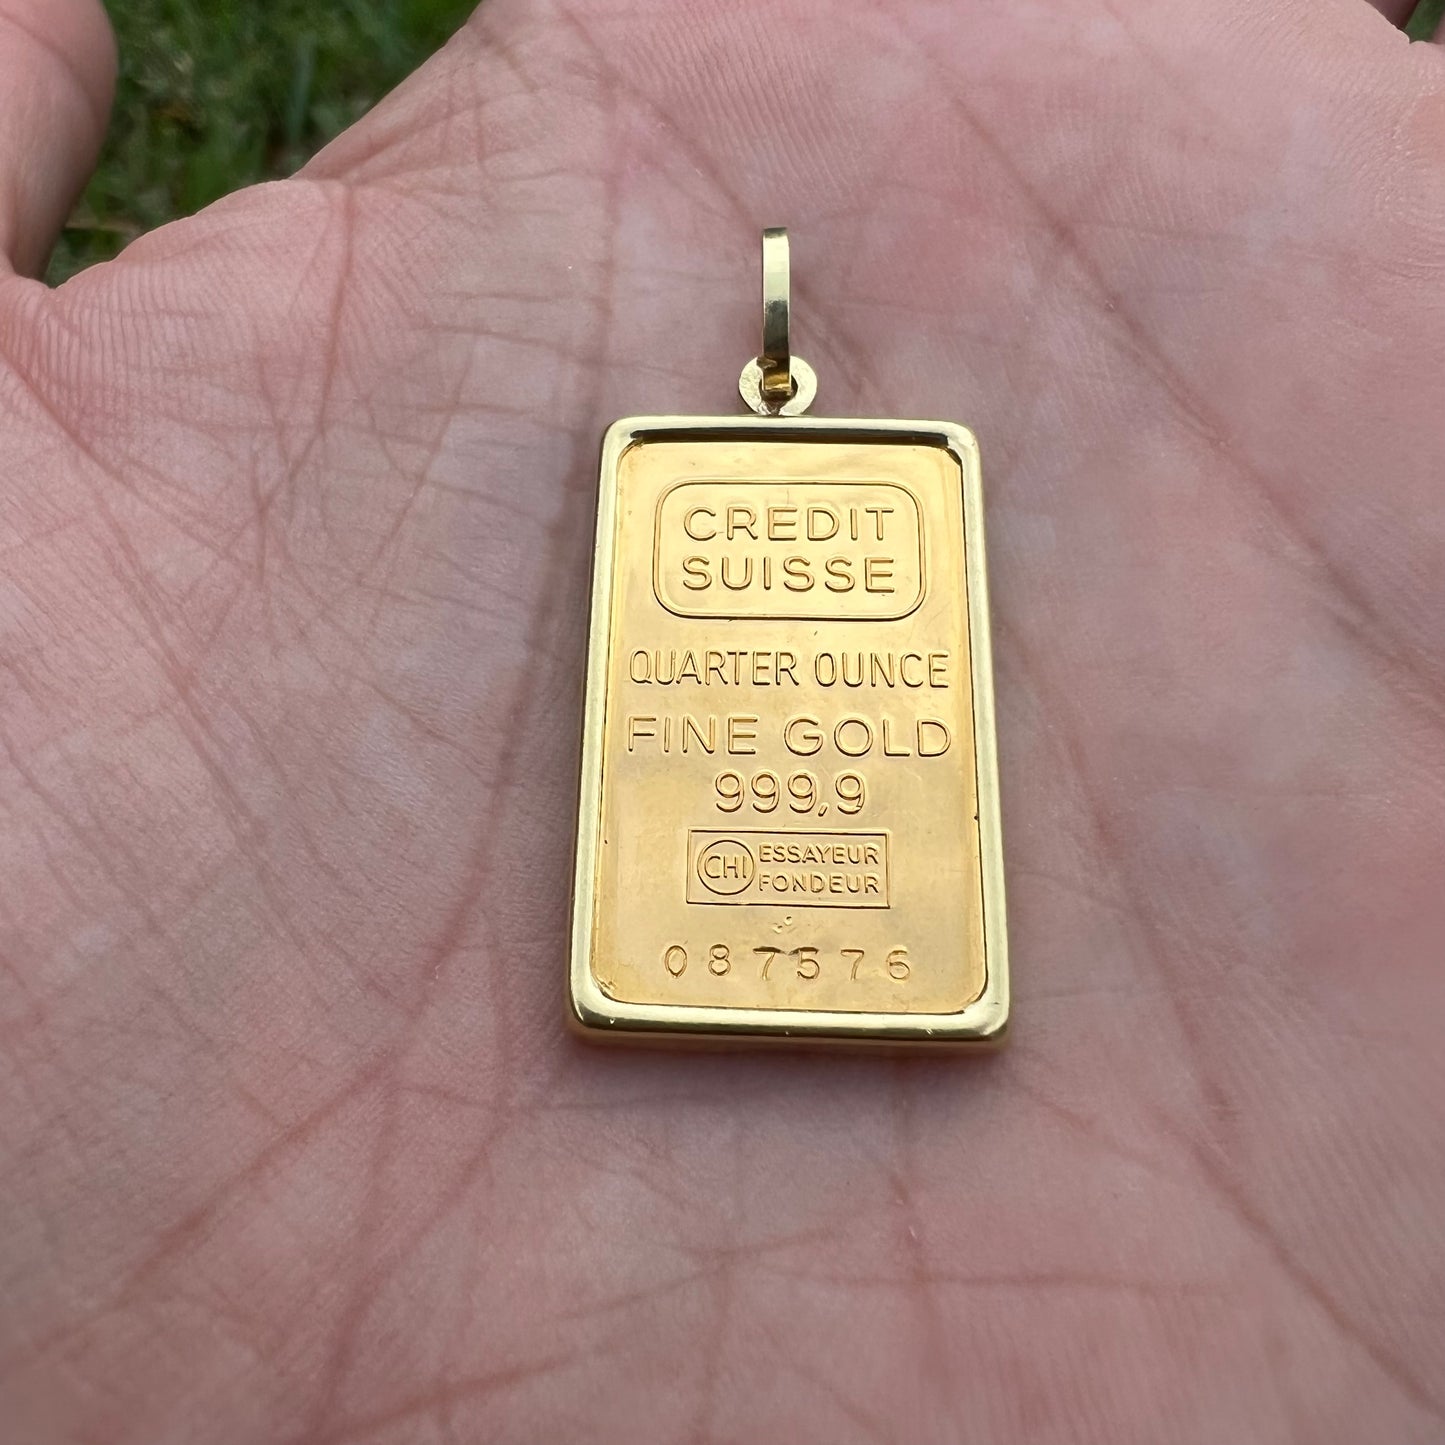 CREDIT
SUISSE
QUARTER OUNCE
FINE GOLD
999,9
CHI ESSAYEUR
FONDEUR
087576